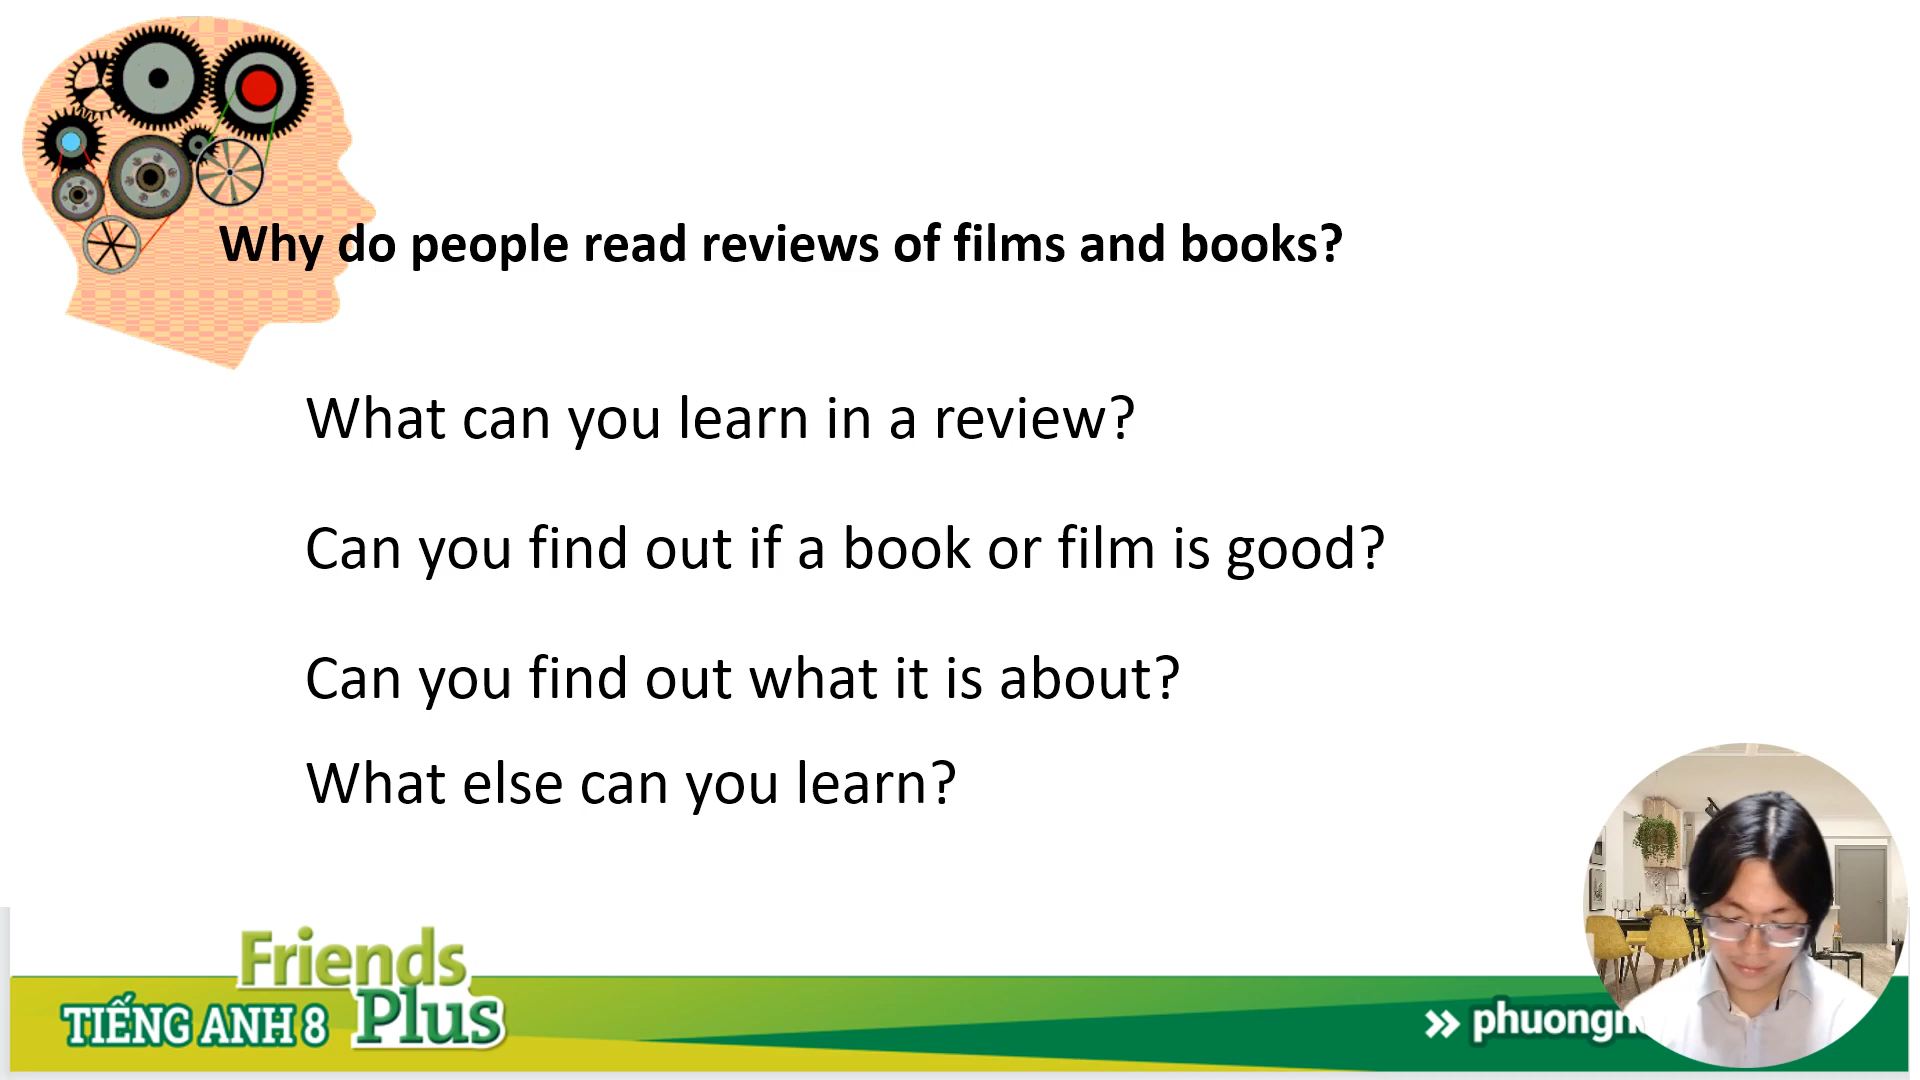 Why do people read reviews of films and books?
What can you learn in a review?
Can you find out if a book or film is good?
Can you find out what it is about?
What else can you learn?
Friends
Plus
TIẾNG ANH 8
phuongn